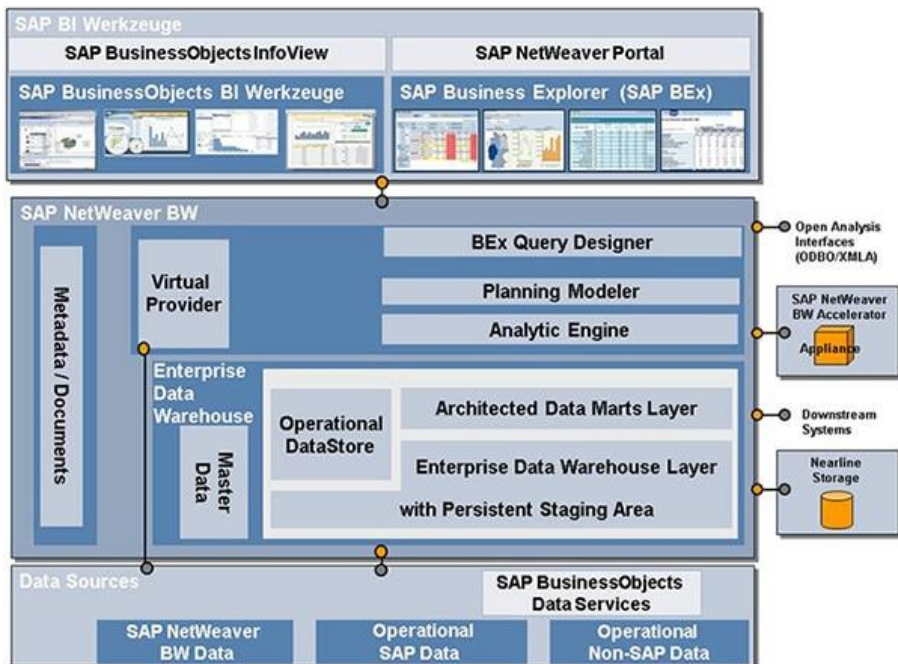 SAP BI Werkzeuge
SAP BusinessObjects InfoView
SAP NetWeaver Portal
SAP BusinessObjects BI Werkzeuge
SAP Business Explorer (SAP BEx)
SAP NetWeaver BW
Metadata / Documents
Virtual
Provider
BEx Query Designer
Planning Modeler
Analytic Engine
Enterprise
Data
Warehouse
Master
Data
Operational
DataStore
Architected Data Marts Layer
Enterprise Data Warehouse Layer
with Persistent Staging Area
Open Analysis
Interfaces
(ODBO/XMLA)
SAP NetWeaver
BW Accelerator
Appliance
Downstream
Systems
Nearline
Storage
Data Sources
SAP BusinessObjects
Data Services
SAP NetWeaver
BW Data
Operational
SAP Data
Operational
Non-SAP Data